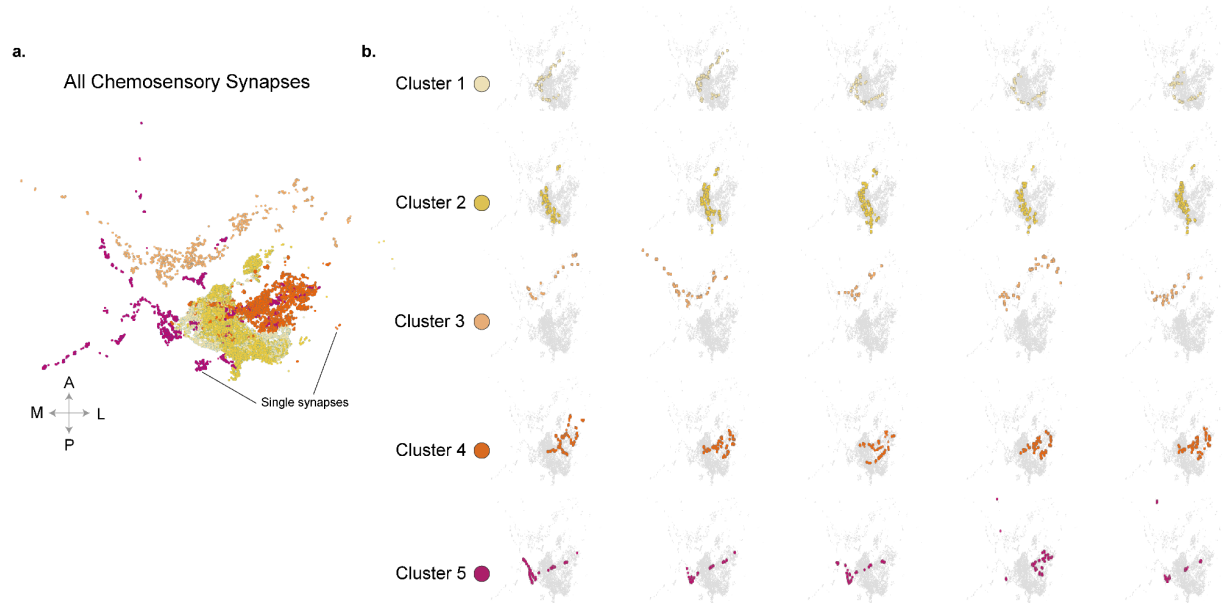 a.
All Chemosensory Synapses
Single synapses
A
M
L
P
b.
Cluster 1
Cluster 2
Cluster 3
Cluster 4
Cluster 5